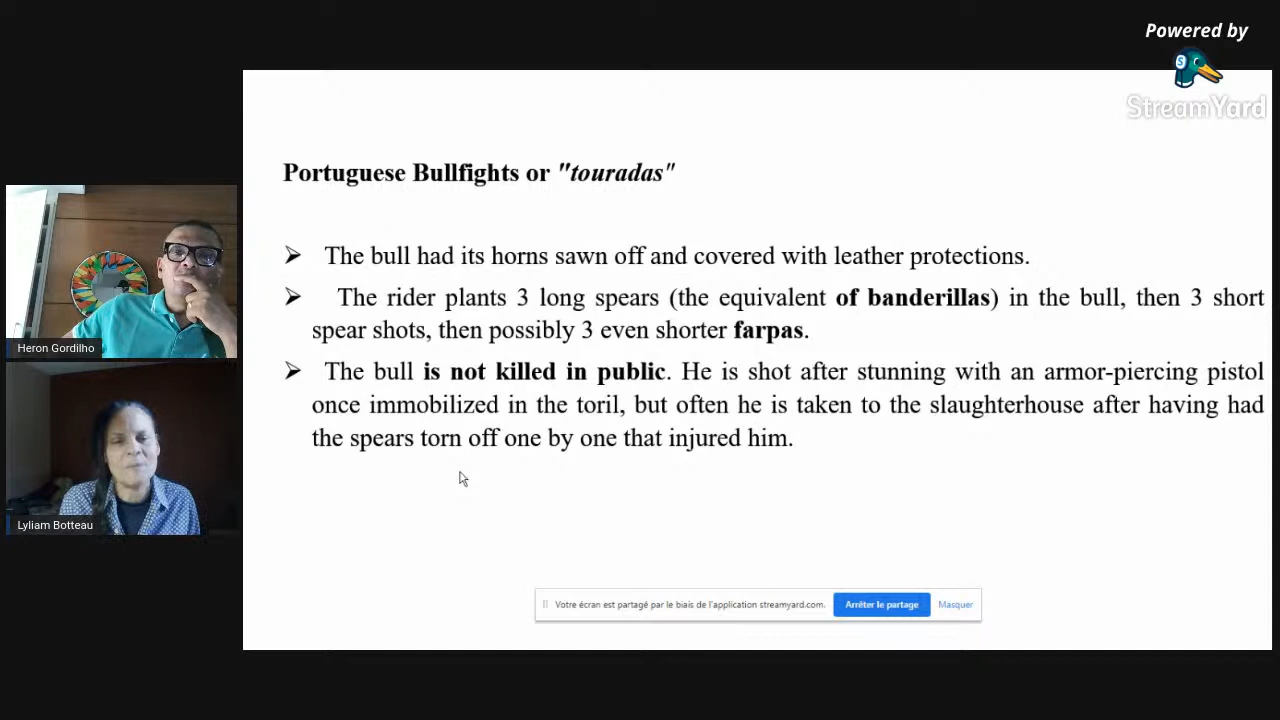 Powered by
StreamYard
Portuguese Bullfights or "touradas"
➢ The bull had its horns sawn off and covered with leather protections.
➢ The rider plants 3 long spears (the equivalent of banderillas) in the bull, then 3 short
spear shots, then possibly 3 even shorter farpas.
➢ The bull is not killed in public. He is shot after stunning with an armor-piercing pistol
once immobilized in the toril, but often he is taken to the slaughterhouse after having had
the spears torn off one by one that injured him.
Heron Gordilho
Lyliam Botteau
Votre écran est partagé par le biais de l'application streamyard.com. Arrêter le partage Masquer